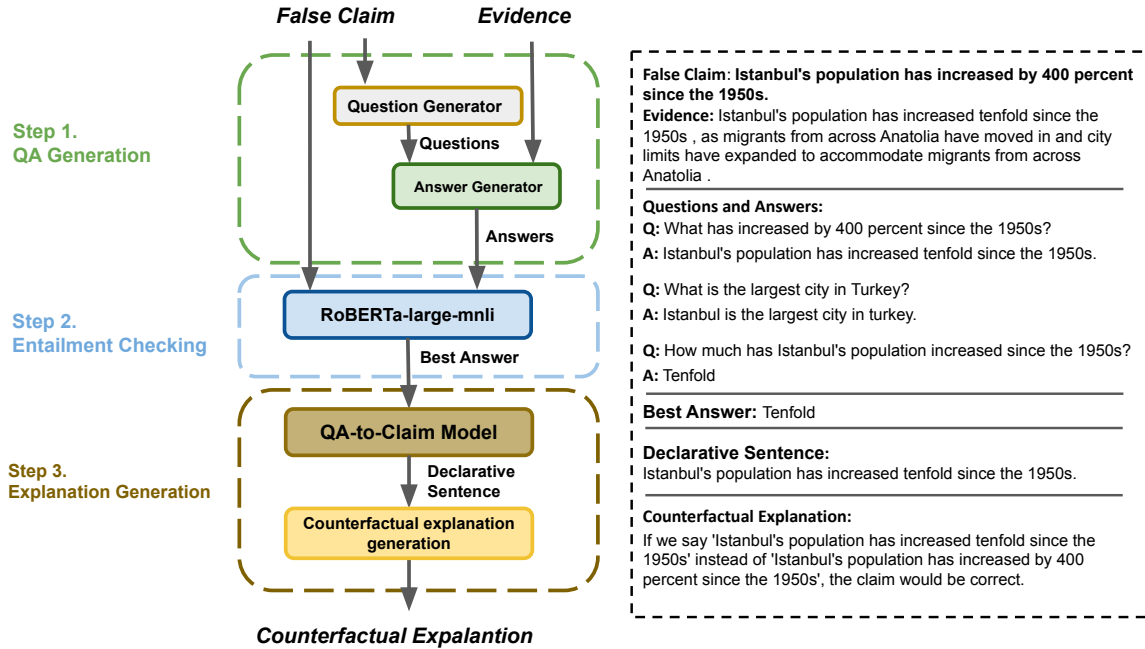 False Claim
Evidence
Step 1.
QA Generation
Question Generator
Questions
Answer Generator
Answers
Step 2.
Entailment Checking
RoBERTa-large-mnli
Best Answer
Step 3.
Explanation Generation
QA-to-Claim Model
Declarative
Sentence
Counterfactual explanation
generation
Counterfactual Expalantion
False Claim: Istanbul's population has increased by 400 percent
since the 1950s.
Evidence: Istanbul's population has increased tenfold since the
1950s , as migrants from across Anatolia have moved in and city
limits have expanded to accommodate migrants from across
Anatolia .
Questions and Answers:
Q: What has increased by 400 percent since the 1950s?
A: Istanbul's population has increased tenfold since the 1950s.
Q: What is the largest city in Turkey?
A: Istanbul is the largest city in turkey.
Q: How much has Istanbul's population increased since the 1950s?
A: Tenfold
Best Answer: Tenfold
Declarative Sentence:
Istanbul's population has increased tenfold since the 1950s.
Counterfactual Explanation:
If we say 'Istanbul's population has increased tenfold since the
1950s' instead of 'Istanbul's population has increased by 400
percent since the 1950s', the claim would be correct.